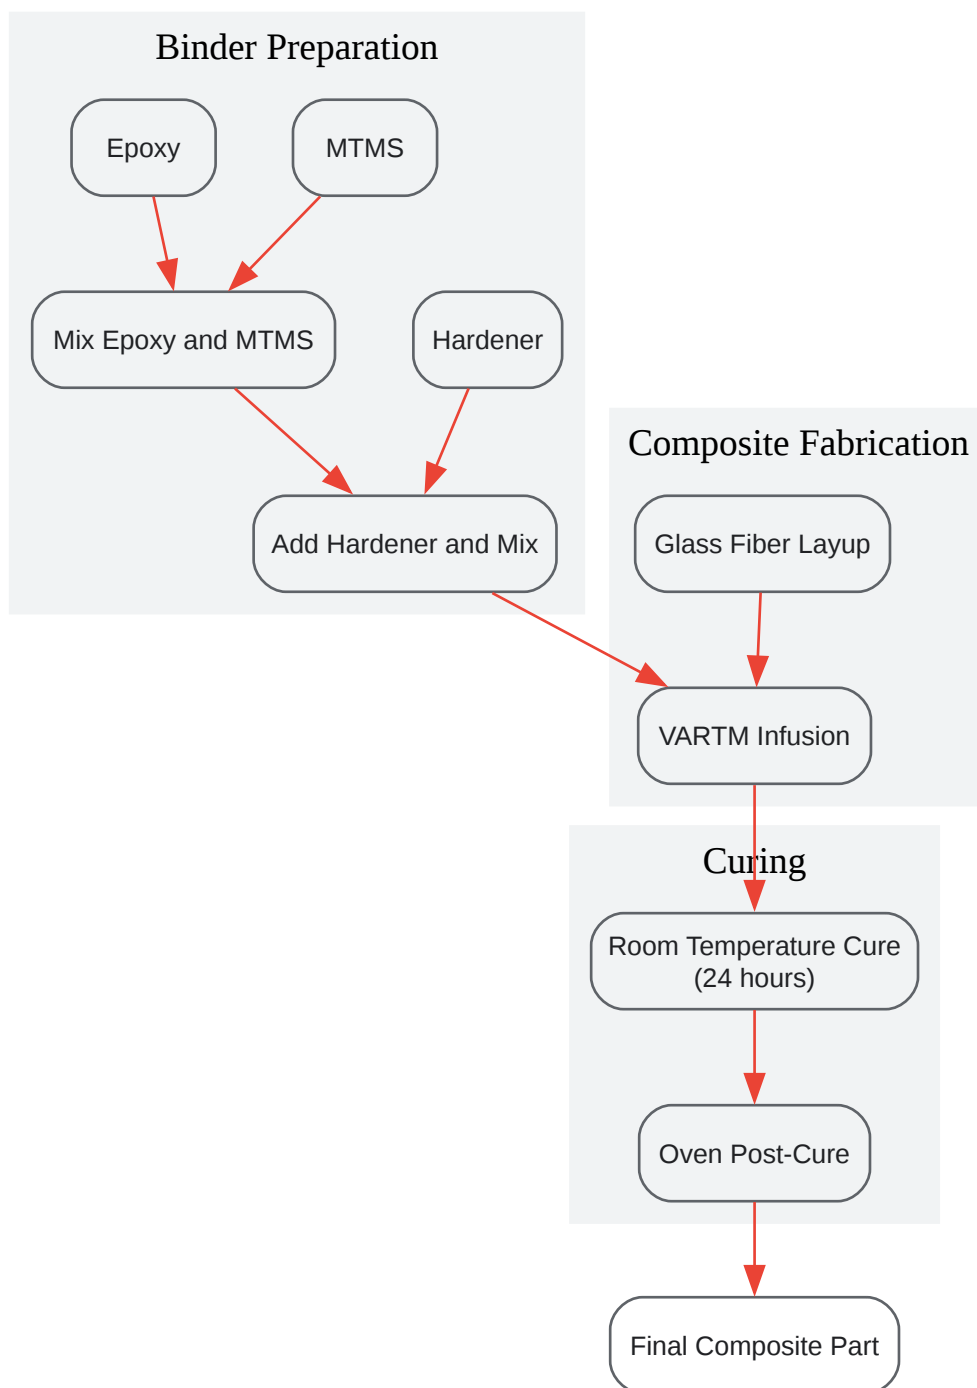 Binder Preparation
Epoxy
MTMS
Mix Epoxy and MTMS
Hardener
Add Hardener and Mix
Composite Fabrication
Glass Fiber Layup
VARTM Infusion
Curing
Room Temperature Cure
(24 hours)
Oven Post-Cure
Final Composite Part